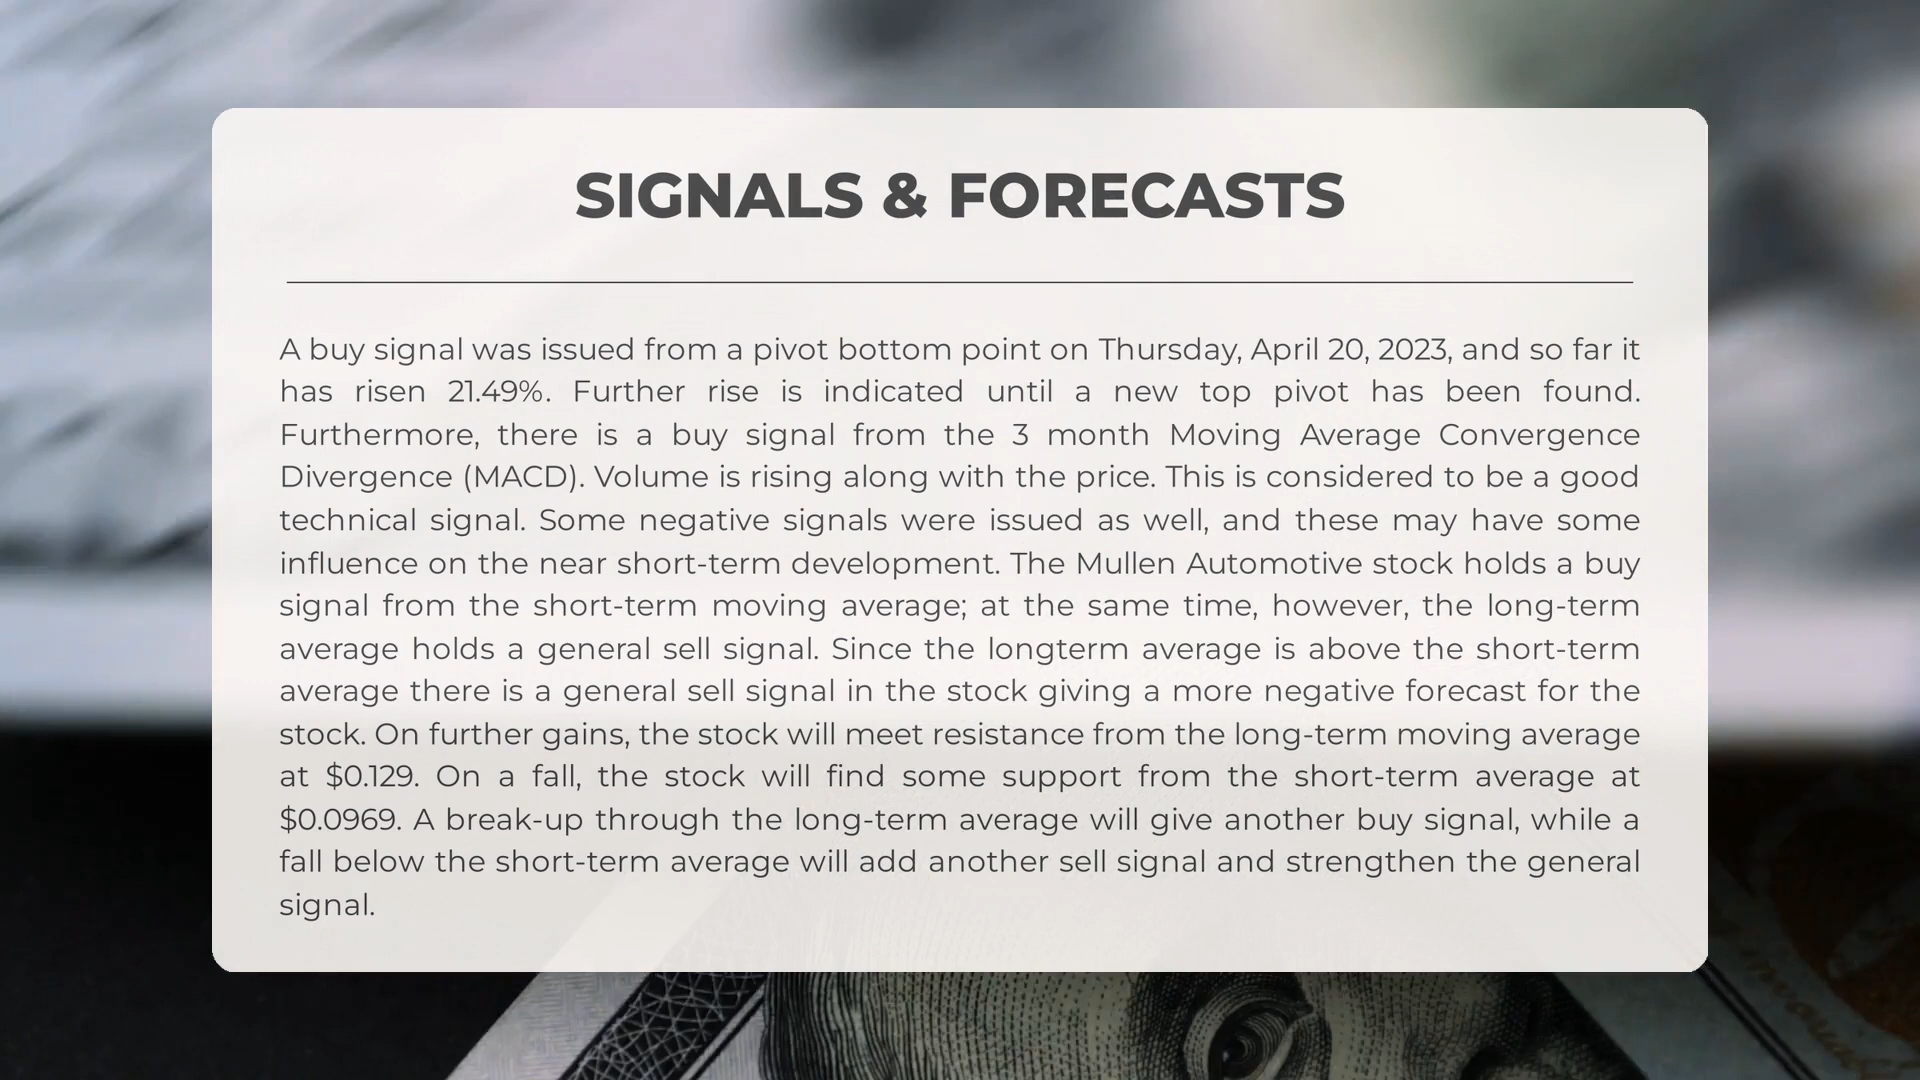 SIGNALS & FORECASTS
A buy signal was issued from a pivot bottom point on Thursday, April 20, 2023, and so far it
has risen 21.49%. Further rise is indicated until a new top pivot has been found.
Furthermore, there is a buy signal from the 3 month Moving Average Convergence
Divergence (MACD). Volume is rising along with the price. This is considered to be a good
technical signal. Some negative signals were issued as well, and these may have some
influence on the near short-term development. The Mullen Automotive stock holds a buy
signal from the short-term moving average; at the same time, however, the long-term
average holds a general sell signal. Since the longterm average is above the short-term
average there is a general sell signal in the stock giving a more negative forecast for the
stock. On further gains, the stock will meet resistance from the long-term moving average
at $0.129. On a fall, the stock will find some support from the short-term average at
$0.0969. A break-up through the long-term average will give another buy signal, while a
fall below the short-term average will add another sell signal and strengthen the general
signal.